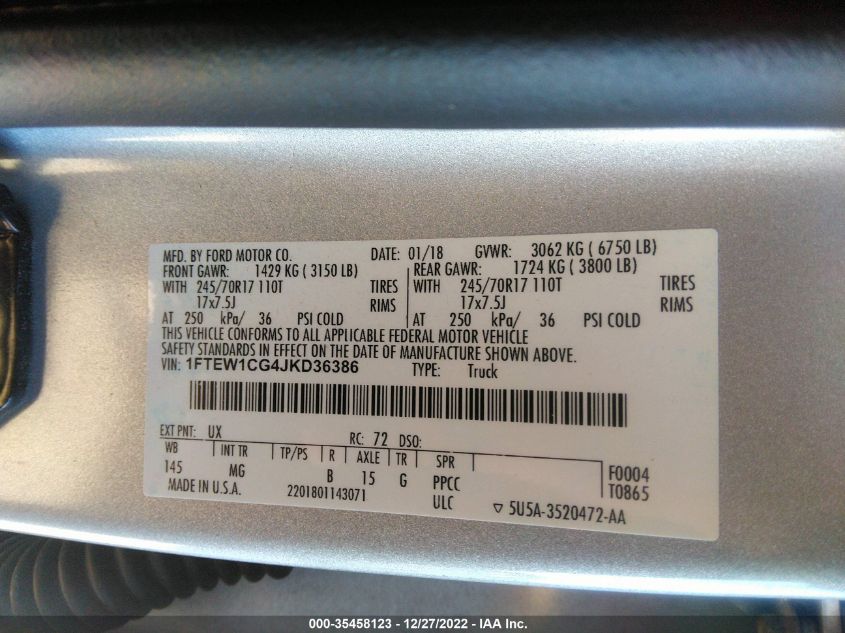 MFD. BY FORD MOTOR CO. DATE: 01/18 GVWR: 3062 KG ( 6750 LB)
FRONT GAWR: 1429 KG ( 3150 LB) REAR GAWR: 1724 KG ( 3800 LB)
WITH 245/70R17 110T TIRES WITH 245/70R17 110T TIRES
17x7.5J RIMS 17x7.5J RIMS
AT 250 kPa/ 36 PSI COLD AT 250 kPa/ 36 PSI COLD
THIS VEHICLE CONFORMS TO ALL APPLICABLE FEDERAL MOTOR VEHICLE
SAFETY STANDARDS IN EFFECT ON THE DATE OF MANUFACTURE SHOWN ABOVE.
VIN: 1FTEW1CG4JKD36386 TYPE: Truck
EXT PNT: UX RC: 72 DSO:
WB INT TR TP/PS R AXLE TR SPR
145 MG B 15 G PPCC F0004
ULC T0865
MADE IN U.S.A. 2201801143071 ▽ 5U5A-3520472-AA
000-35458123 - 12/27/2022 - IAA Inc.